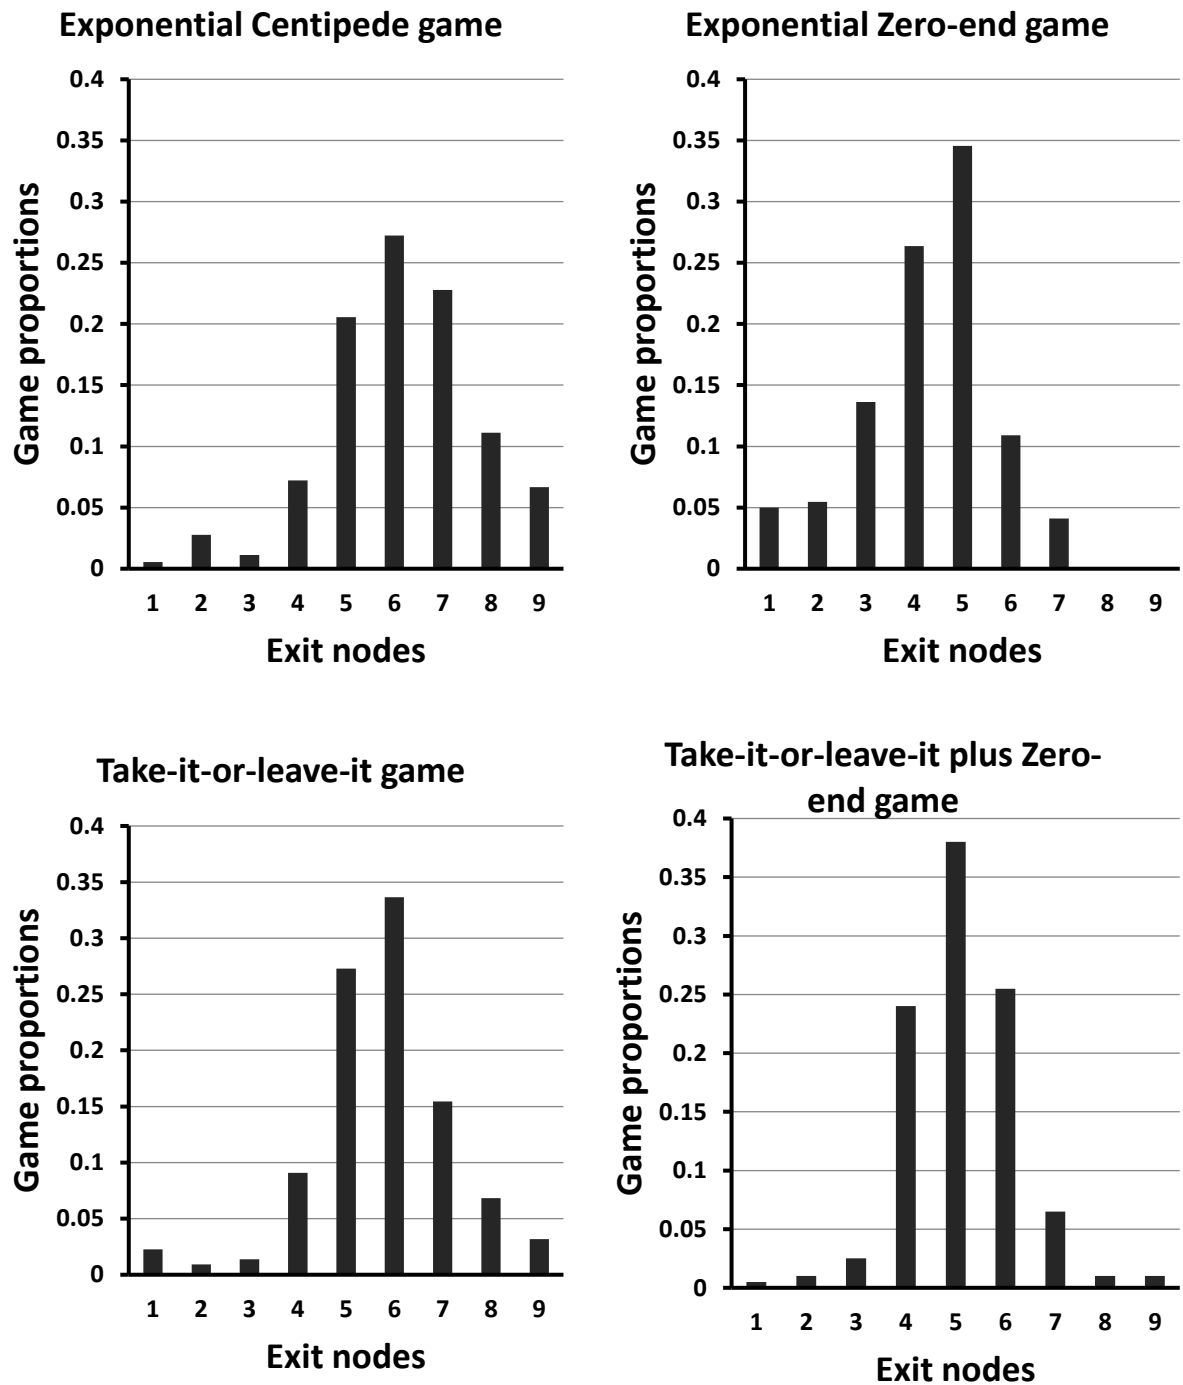 Exponential Centipede game
0.4
0.35
0.3
0.25
0.2
0.15
0.1
0.05
0
Game proportions
1 2 3 4 5 6 7 8 9
Exit nodes
Exponential Zero-end game
0.4
0.35
0.3
0.25
0.2
0.15
0.1
0.05
0
Game proportions
1 2 3 4 5 6 7 8 9
Exit nodes
Take-it-or-leave-it game
0.4
0.35
0.3
0.25
0.2
0.15
0.1
0.05
0
Game proportions
1 2 3 4 5 6 7 8 9
Exit nodes
Take-it-or-leave-it plus Zero-
end game
0.4
0.35
0.3
0.25
0.2
0.15
0.1
0.05
0
Game proportions
1 2 3 4 5 6 7 8 9
Exit nodes